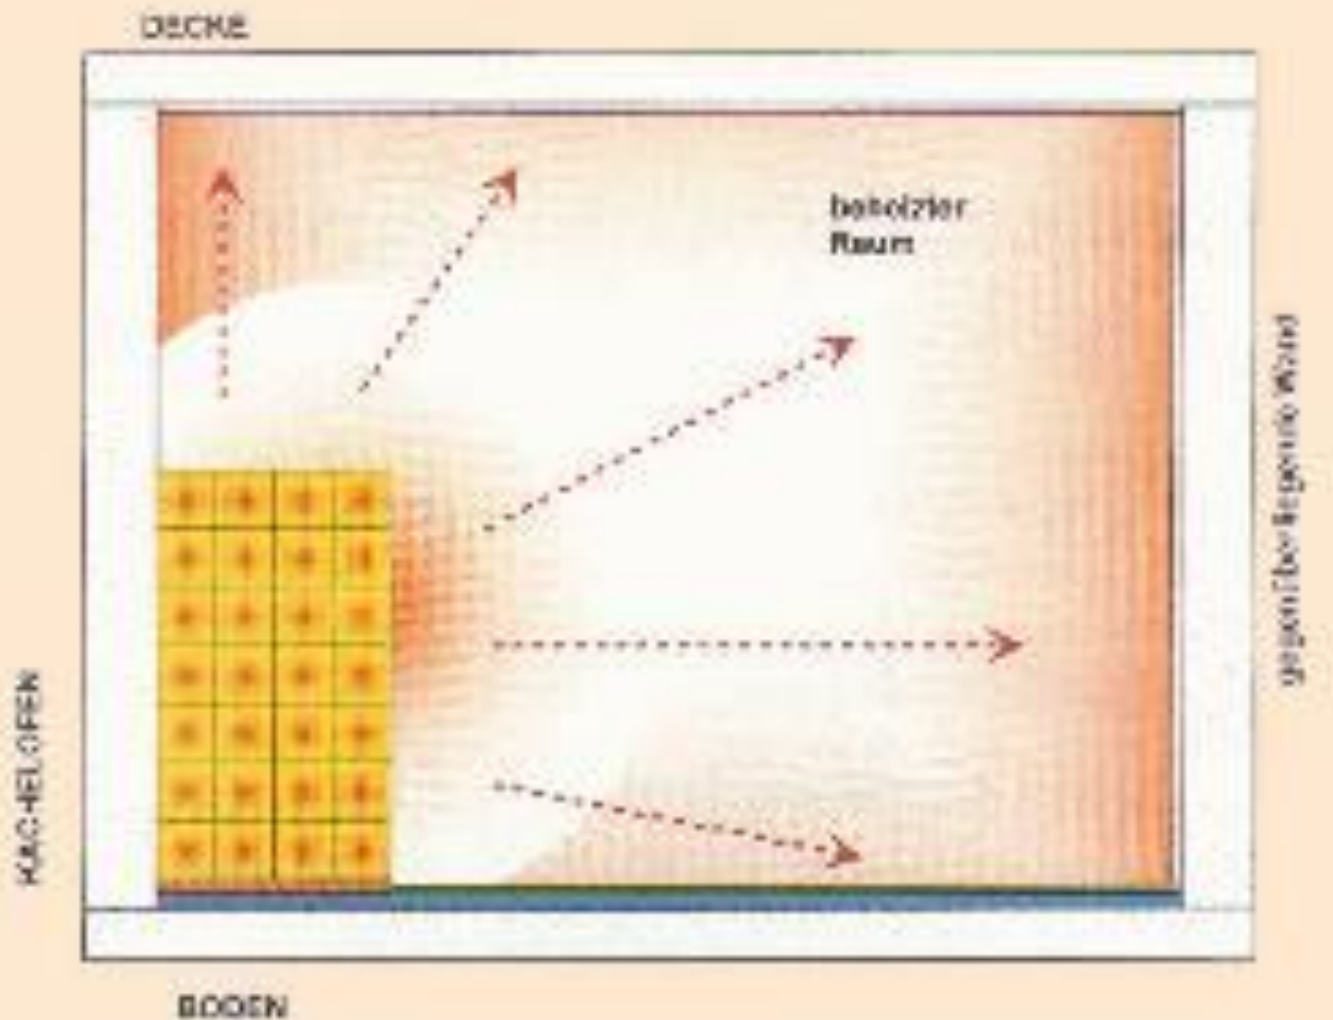 DECKE
beheizter
Raum
gegenüberliegende Wand
KACHELOFEN
BODEN